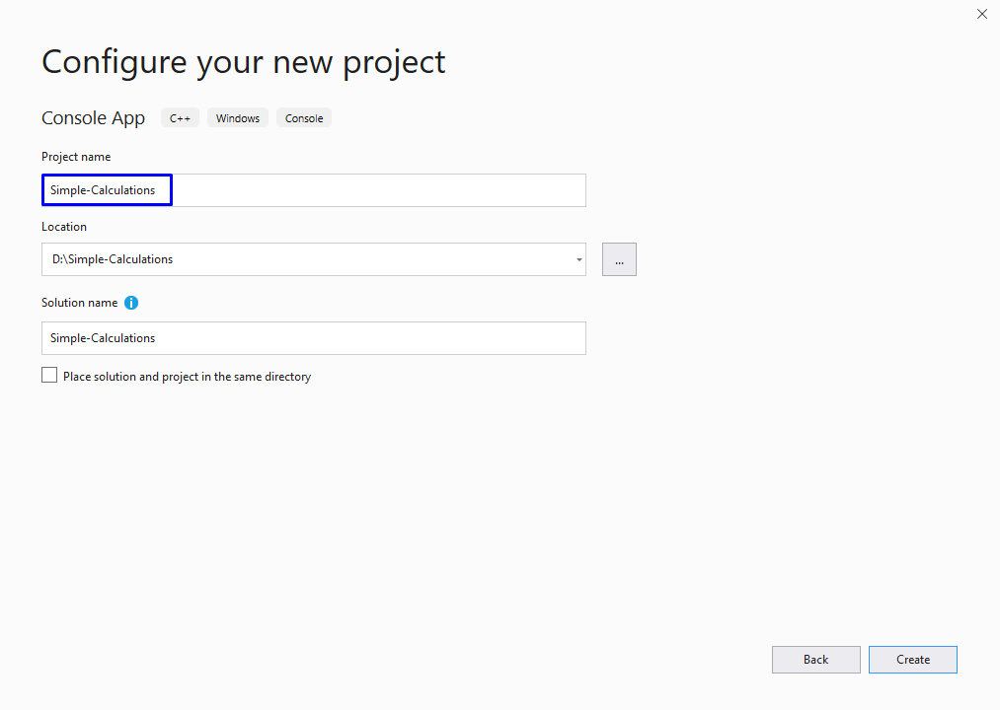 Configure your new project
Console App C++ Windows Console
Project name
Simple-Calculations
Location
D:\Simple-Calculations
...
Solution name
Simple-Calculations
Place solution and project in the same directory
Back Create